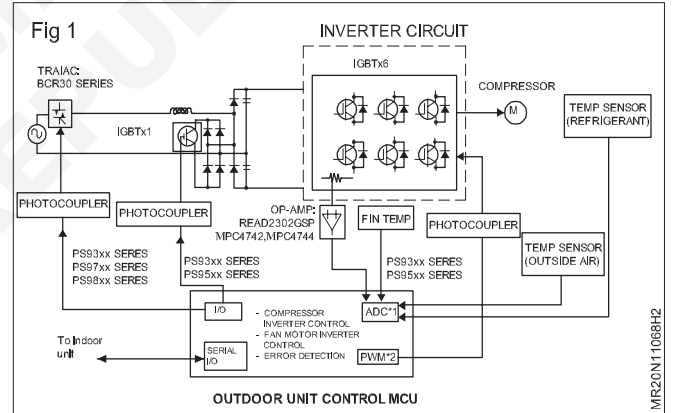 Fig 1
INVERTER CIRCUIT
TRAIAC:
BCR30 SERIES
IGBTx6
COMPRESSOR
M
TEMP SENSOR
(REFRIGERANT)
IGBTx1
PHOTOCOUPLER
PHOTOCOUPLER
OP-AMP:
READ2302GSP
MPC4742,MPC4744
FIN TEMP
PHOTOCOUPLER
TEMP SENSOR
(OUTSIDE AIR)
PS93xx SERES
PS97xx SERES
PS98xx SERES
PS93xx SERES
PS95xx SERES
PS93xx SERES
PS95xx SERES
I/O
- COMPRESSOR
INVERTER CONTROL
- FAN MOTOR INVERTER
CONTROL
- ERROR DETECTION
ADC*1
To Indoor
unit
SERIAL
I/O
PWM*2
OUTDOOR UNIT CONTROL MCU
MR20N11068H2